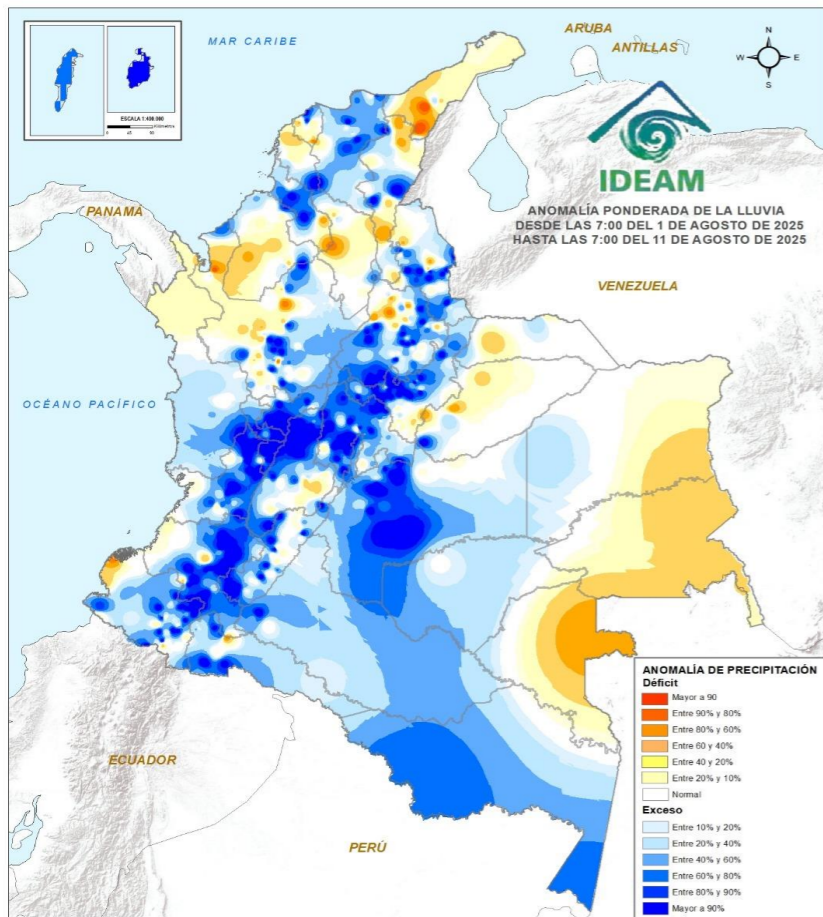 MAR CARIBE
ARUBA
ANTILLAS
N
W
E
S
ESCALA 1:400.000
IDEAM
ANOMALÍA PONDERADA DE LA LLUVIA
DESDE LAS 7:00 DEL 1 DE AGOSTO DE 2025
HASTA LAS 7:00 DEL 11 DE AGOSTO DE 2025
PANAMA
VENEZUELA
OCÉANO PACÍFICO
ECUADOR
PERÚ
ANOMALÍA DE PRECIPITACIÓN
Déficit
Mayor a 90
Entre 90% y 80%
Entre 80% y 60%
Entre 60 y 40%
Entre 40 y 20%
Entre 20% y 10%
Normal
Exceso
Entre 10% y 20%
Entre 20% y 40%
Entre 40% y 60%
Entre 60% y 80%
Entre 80% y 90%
Mayor a 90%